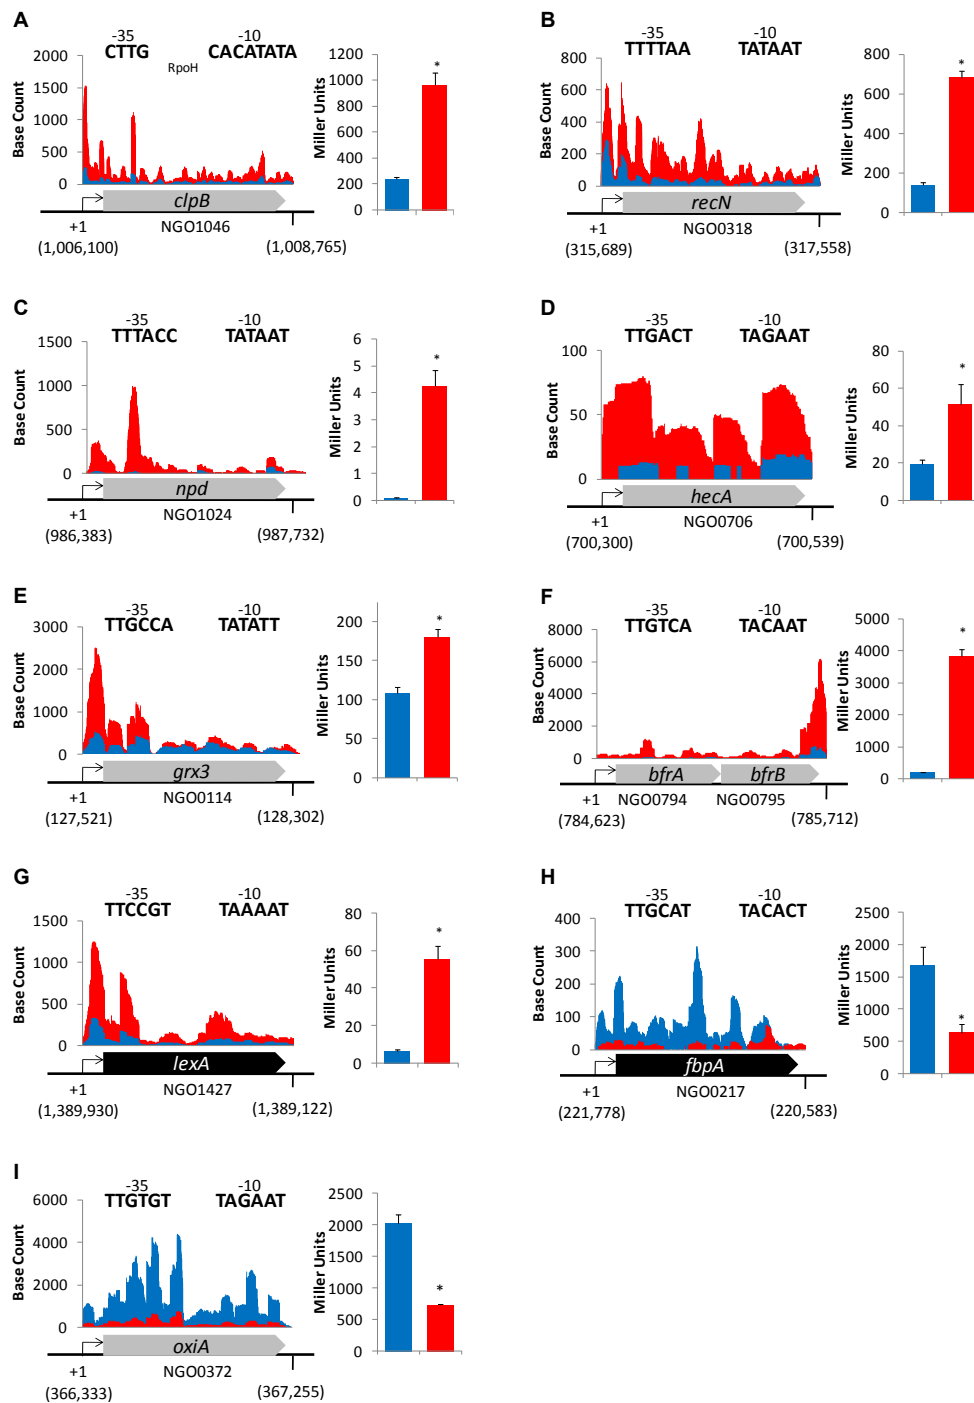 A
-35 -10
CTTG CACATATA
RpoH
Base Count
2000
1500
1000
500
0
clpB
+1 NGO1046
(1,006,100) (1,008,765)
Miller Units
1200
1000
800
600
400
200
0
*
B
-35 -10
TTTTAA TATAAT
Base Count
800
600
400
200
0
recN
+1 NGO0318
(315,689) (317,558)
Miller Units
800
600
400
200
0
*
C
-35 -10
TTTACC TATAAT
Base Count
1500
1000
500
0
npd
+1 NGO1024
(986,383) (987,732)
Miller Units
6
5
4
3
2
1
0
*
D
-35 -10
TTGACT TAGAAT
Base Count
100
50
0
hecA
+1 NGO0706
(700,300) (700,539)
Miller Units
80
60
40
20
0
*
E
-35 -10
TTGCCA TATATT
Base Count
3000
2000
1000
0
grx3
+1 NGO0114
(127,521) (128,302)
Miller Units
200
150
100
50
0
*
F
-35 -10
TTGTCA TACAAT
Base Count
8000
6000
4000
2000
0
bfrA bfrB
+1 NGO0794 NGO0795
(784,623) (785,712)
Miller Units
5000
4000
3000
2000
1000
0
*
G
-35 -10
TTCCGT TAAAAT
Base Count
1500
1000
500
0
lexA
+1 NGO1427
(1,389,930) (1,389,122)
Miller Units
80
60
40
20
0
*
H
-35 -10
TTGCAT TACACT
Base Count
400
300
200
100
0
fbpA
+1 NGO0217
(221,778) (220,583)
Miller Units
2500
2000
1500
1000
500
0
*
I
-35 -10
TTGTGT TAGAAT
Base Count
6000
4000
2000
0
oxiA
+1 NGO0372
(366,333) (367,255)
Miller Units
2500
2000
1500
1000
500
0
*